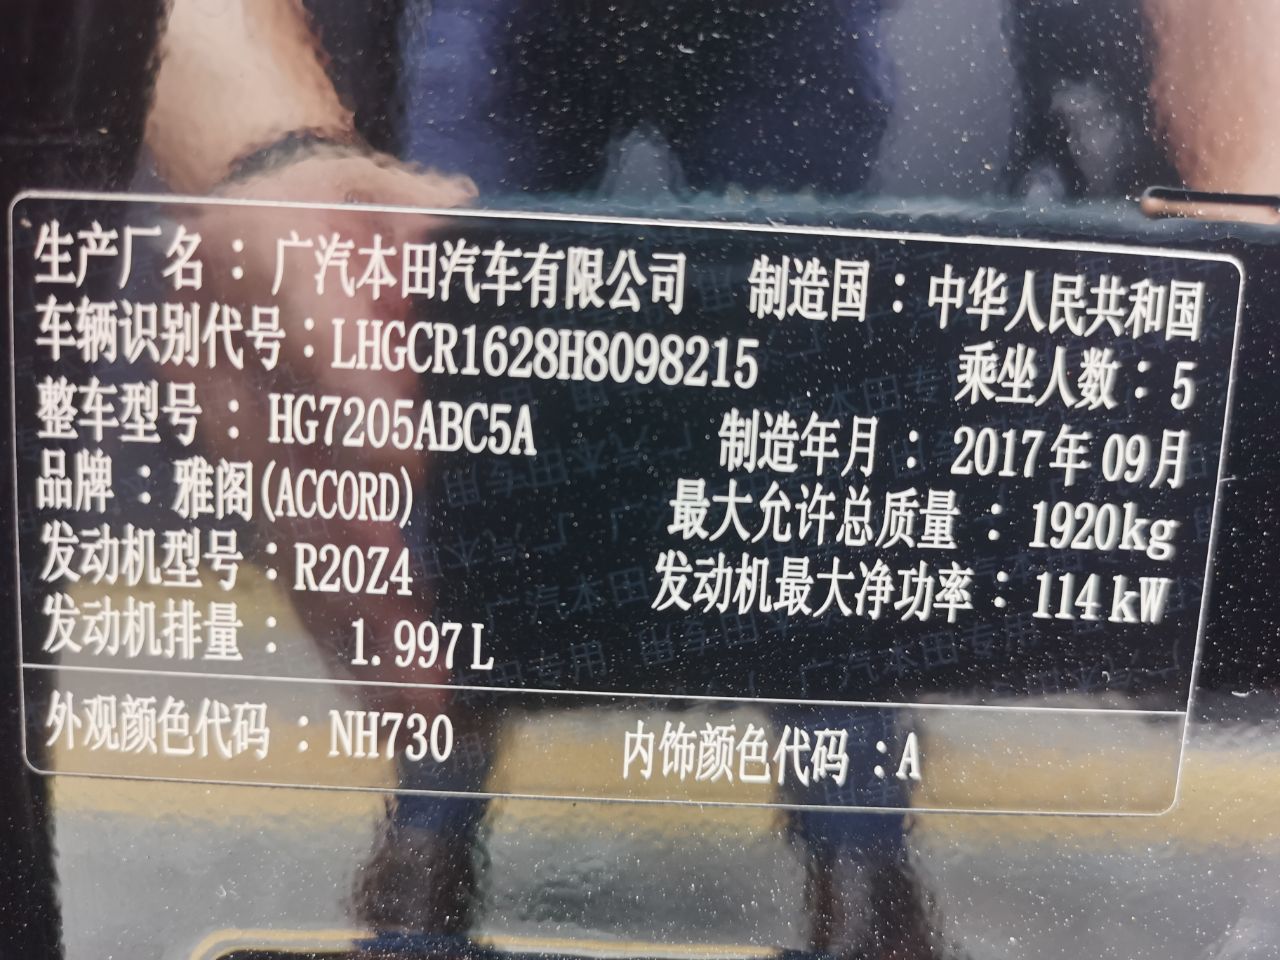 生产厂名：广汽本田汽车有限公司 制造国：中华人民共和国
车辆识别代号：LHGCR1628H8098215 乘坐人数：5
整车型号：HG7205ABC5A 制造年月：2017年09月
品牌：雅阁(ACCORD) 最大允许总质量：1920kg
发动机型号：R20Z4 发动机最大净功率：114kW
发动机排量：1.997L
外观颜色代码：NH730 内饰颜色代码：A